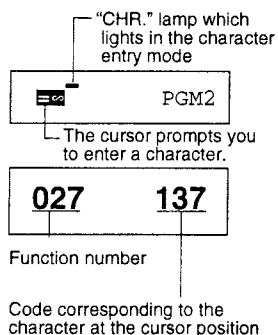 “CHR.” lamp which
lights in the character
entry mode
PGM2
The cursor prompts you
to enter a character.
027 137
Function number
Code corresponding to the
character at the cursor position